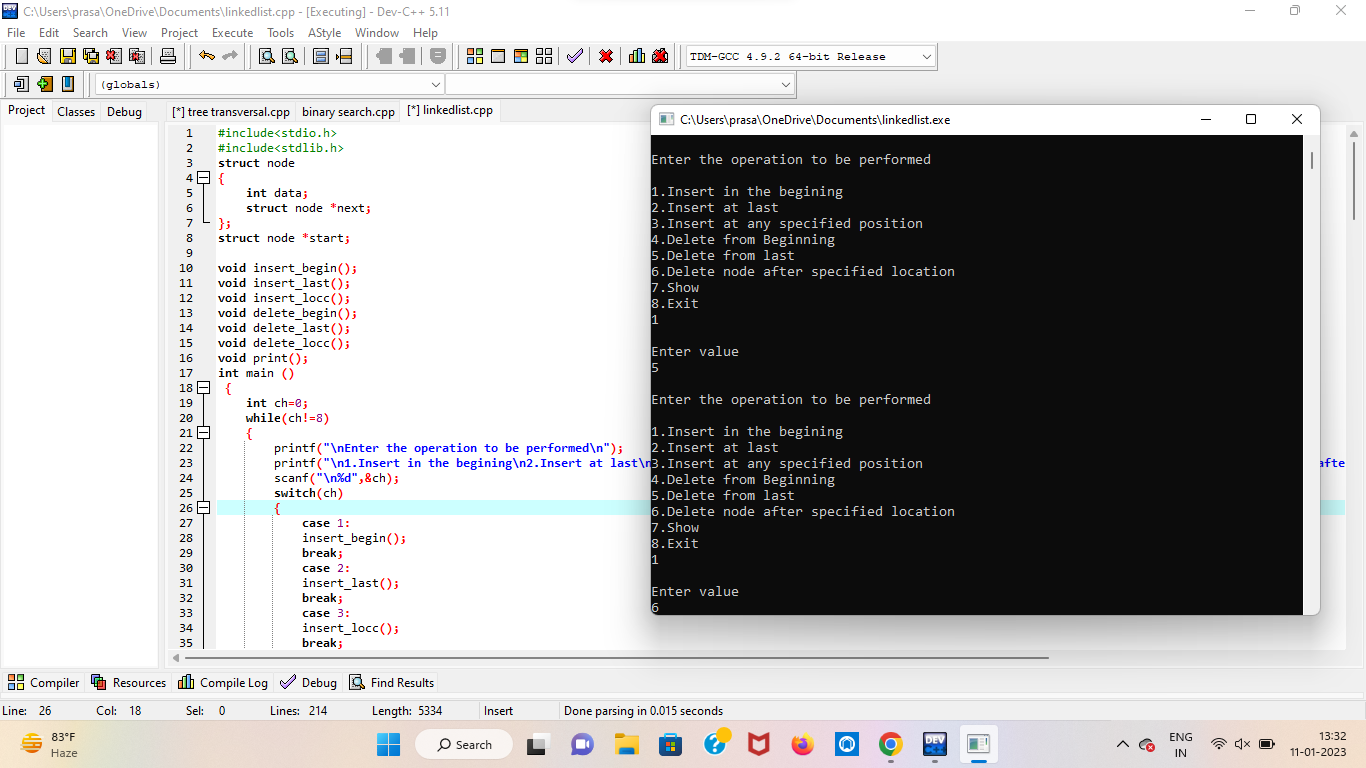 C:\Users\prasa\OneDrive\Documents\linkedlist.cpp - [Executing] - Dev-C++ 5.11
File Edit Search View Project Execute Tools AStyle Window Help
TDM-GCC 4.9.2 64-bit Release
(globals)
Project Classes Debug
[*] tree transversal.cpp binary search.cpp [*] linkedlist.cpp
1 #include<stdio.h>
2 #include<stdlib.h>
3 struct node
4 {
5 int data;
6 struct node *next;
7 };
8 struct node *start;
9
10 void insert_begin();
11 void insert_last();
12 void insert_locc();
13 void delete_begin();
14 void delete_last();
15 void delete_locc();
16 void print();
17 int main ()
18 {
19 int ch=0;
20 while(ch!=8)
21 {
22 printf("\nEnter the operation to be performed\n");
23 printf("\n1.Insert in the begining\n2.Insert at last\n afte
24 scanf("\n%d",&ch);
25 switch(ch)
26 {
27 case 1:
28 insert_begin();
29 break;
30 case 2:
31 insert_last();
32 break;
33 case 3:
34 insert_locc();
35 break;
C:\Users\prasa\OneDrive\Documents\linkedlist.exe
Enter the operation to be performed
1.Insert in the begining
2.Insert at last
3.Insert at any specified position
4.Delete from Beginning
5.Delete from last
6.Delete node after specified location
7.Show
8.Exit
1
Enter value
5
Enter the operation to be performed
1.Insert in the begining
2.Insert at last
3.Insert at any specified position
4.Delete from Beginning
5.Delete from last
6.Delete node after specified location
7.Show
8.Exit
1
Enter value
6
Compiler Resources Compile Log Debug Find Results
Line: 26 Col: 18 Sel: 0 Lines: 214 Length: 5334 Insert Done parsing in 0.015 seconds
83°F
Haze
Search
DEV
ENG
IN
13:32
11-01-2023